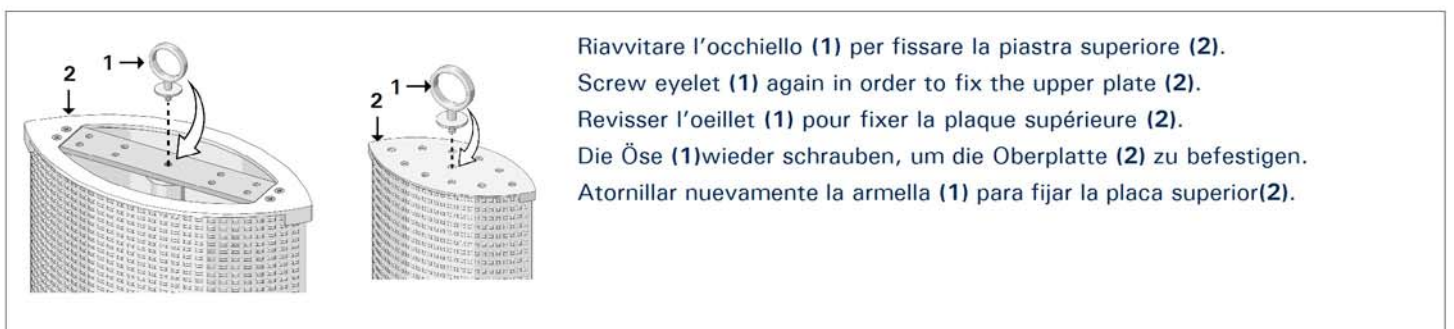 1
2
1
2
Riavvitare l'occhiello (1) per fissare la piastra superiore (2).
Screw eyelet (1) again in order to fix the upper plate (2).
Revisser l'oeillet (1) pour fixer la plaque supérieure (2).
Die Öse (1)wieder schrauben, um die Oberplatte (2) zu befestigen.
Atornillar nuevamente la armella (1) para fijar la placa superior(2).